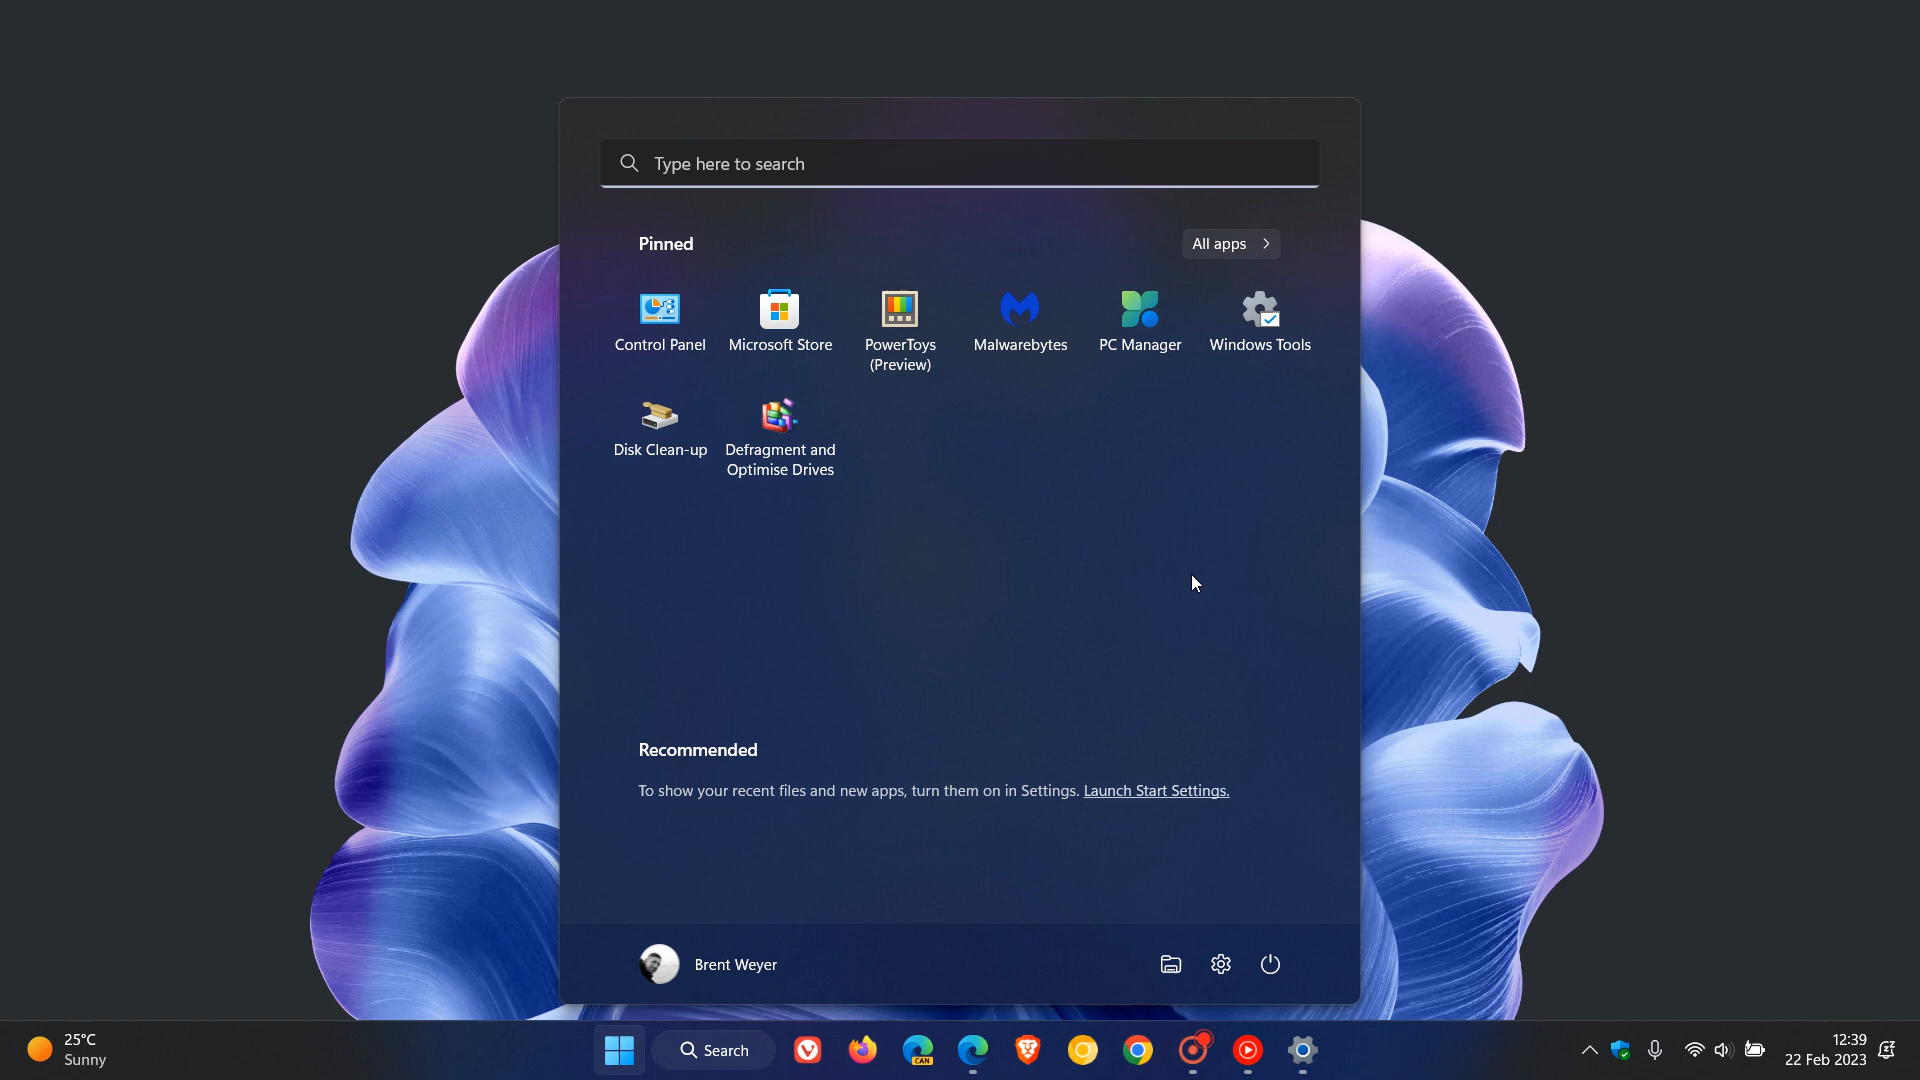 Type here to search
Pinned
All apps
Control Panel
Microsoft Store
PowerToys
(Preview)
Malwarebytes
PC Manager
Windows Tools
Disk Clean-up
Defragment and
Optimise Drives
Recommended
To show your recent files and new apps, turn them on in Settings. Launch Start Settings.
Brent Weyer
25°C
Sunny
Search
CAN
12:39
22 Feb 2023